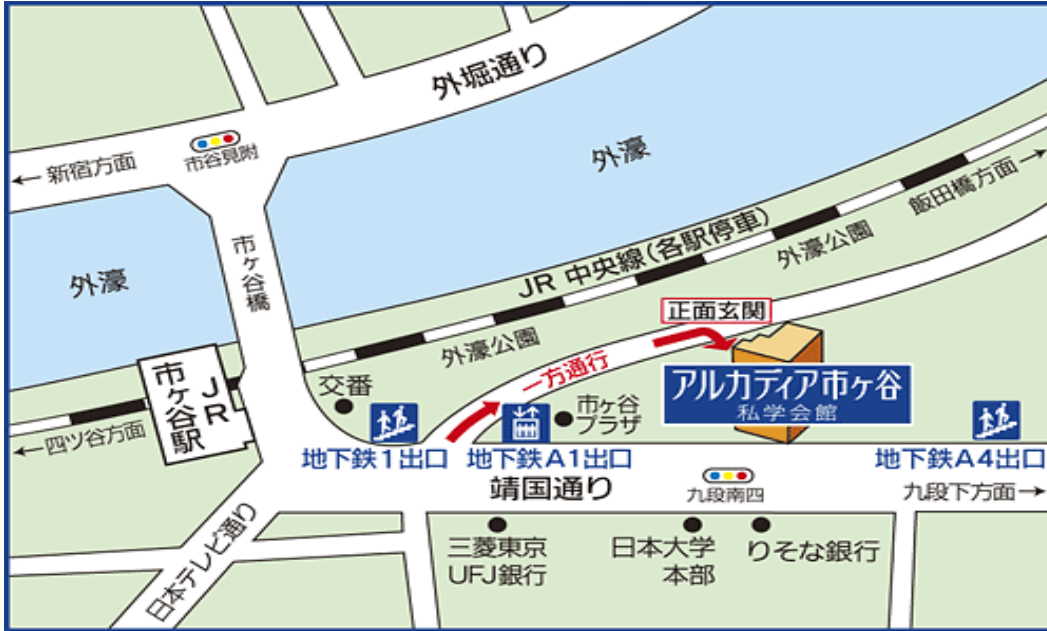 外堀通り
市谷見附
← 新宿方面
外濠
飯田橋方面 →
市ヶ谷橋
外濠
JR 中央線(各駅停車)
外濠公園
正面玄関
外濠公園
JR
市ヶ谷駅
一方通行
アルカディア市ヶ谷
私学会館
交番
市ヶ谷
プラザ
← 四ツ谷方面
地下鉄1出口
地下鉄A1出口
地下鉄A4出口
靖国通り
九段南四
九段下方面 →
日本テレビ通り
三菱東京
UFJ銀行
日本大学
本部
りそな銀行